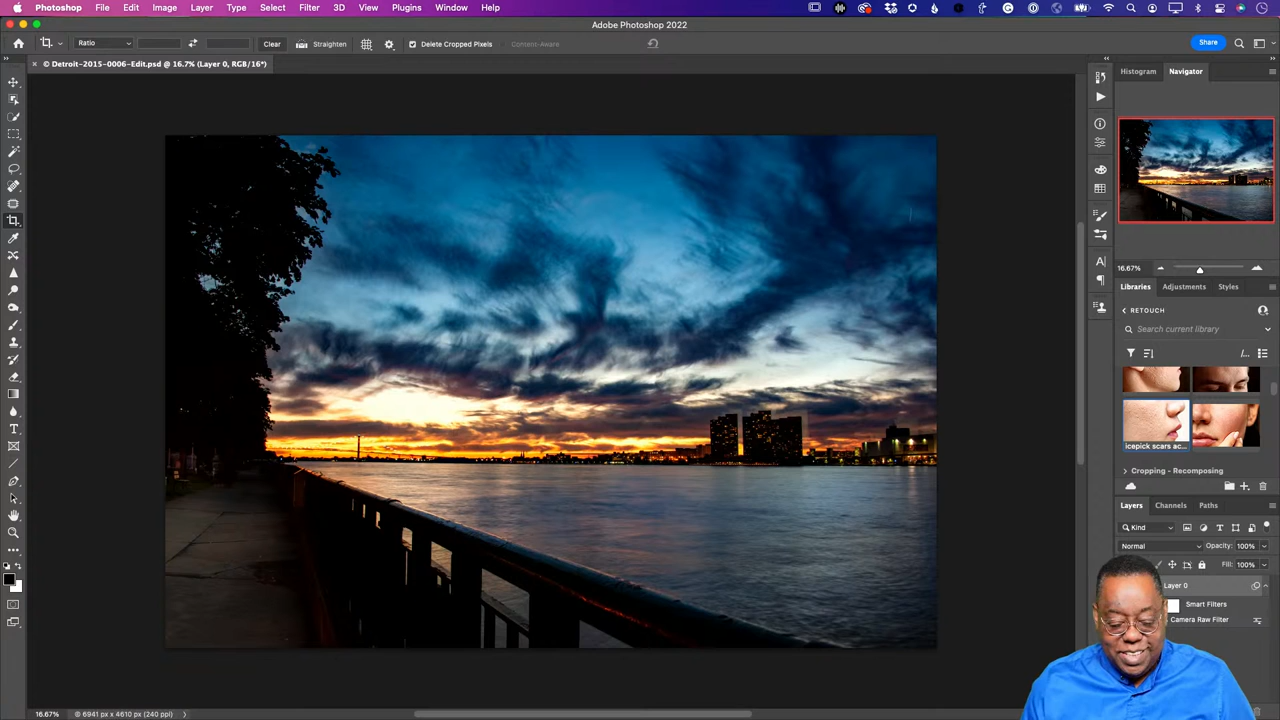 Photoshop File Edit Image Layer Type Select Filter 3D View Plugins Window Help
Adobe Photoshop 2022
Ratio Clear Straighten Delete Cropped Pixels Content-Aware Share
© Detroit-2015-0006-Edit.psd @ 16.7% (Layer 0, RGB/16*)
Histogram Navigator
16.67%
Libraries Adjustments Styles
RETOUCH
Search current library
icepick scars ac...
Cropping - Recomposing
Layers Channels Paths
Kind
Normal Opacity: 100%
Fill: 100%
Layer 0
Smart Filters
Camera Raw Filter
16.67% 6941 px x 4610 px (240 ppi)